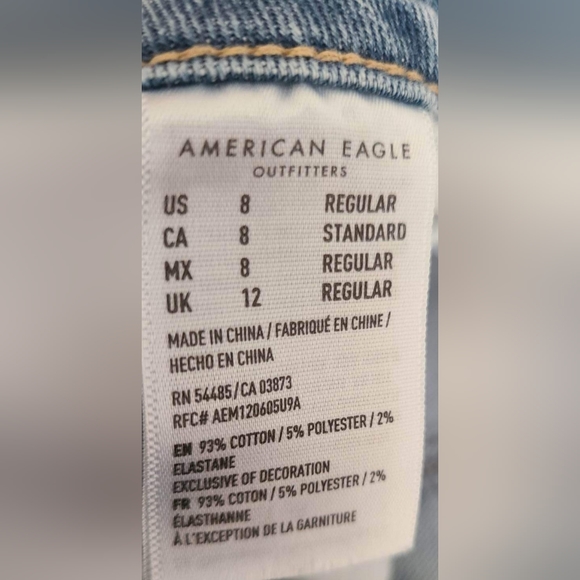 AMERICAN EAGLE
OUTFITTERS
US 8 REGULAR
CA 8 STANDARD
MX 8 REGULAR
UK 12 REGULAR
MADE IN CHINA / FABRIQUÉ EN CHINE /
HECHO EN CHINA
RN 54485/CA 03873
RFC# AEM120605U9A
EN 93% COTTON / 5% POLYESTER / 2%
ELASTANE
EXCLUSIVE OF DECORATION
FR 93% COTON / 5% POLYESTER / 2%
ÉLASTHANNE
À L'EXCEPTION DE LA GARNITURE